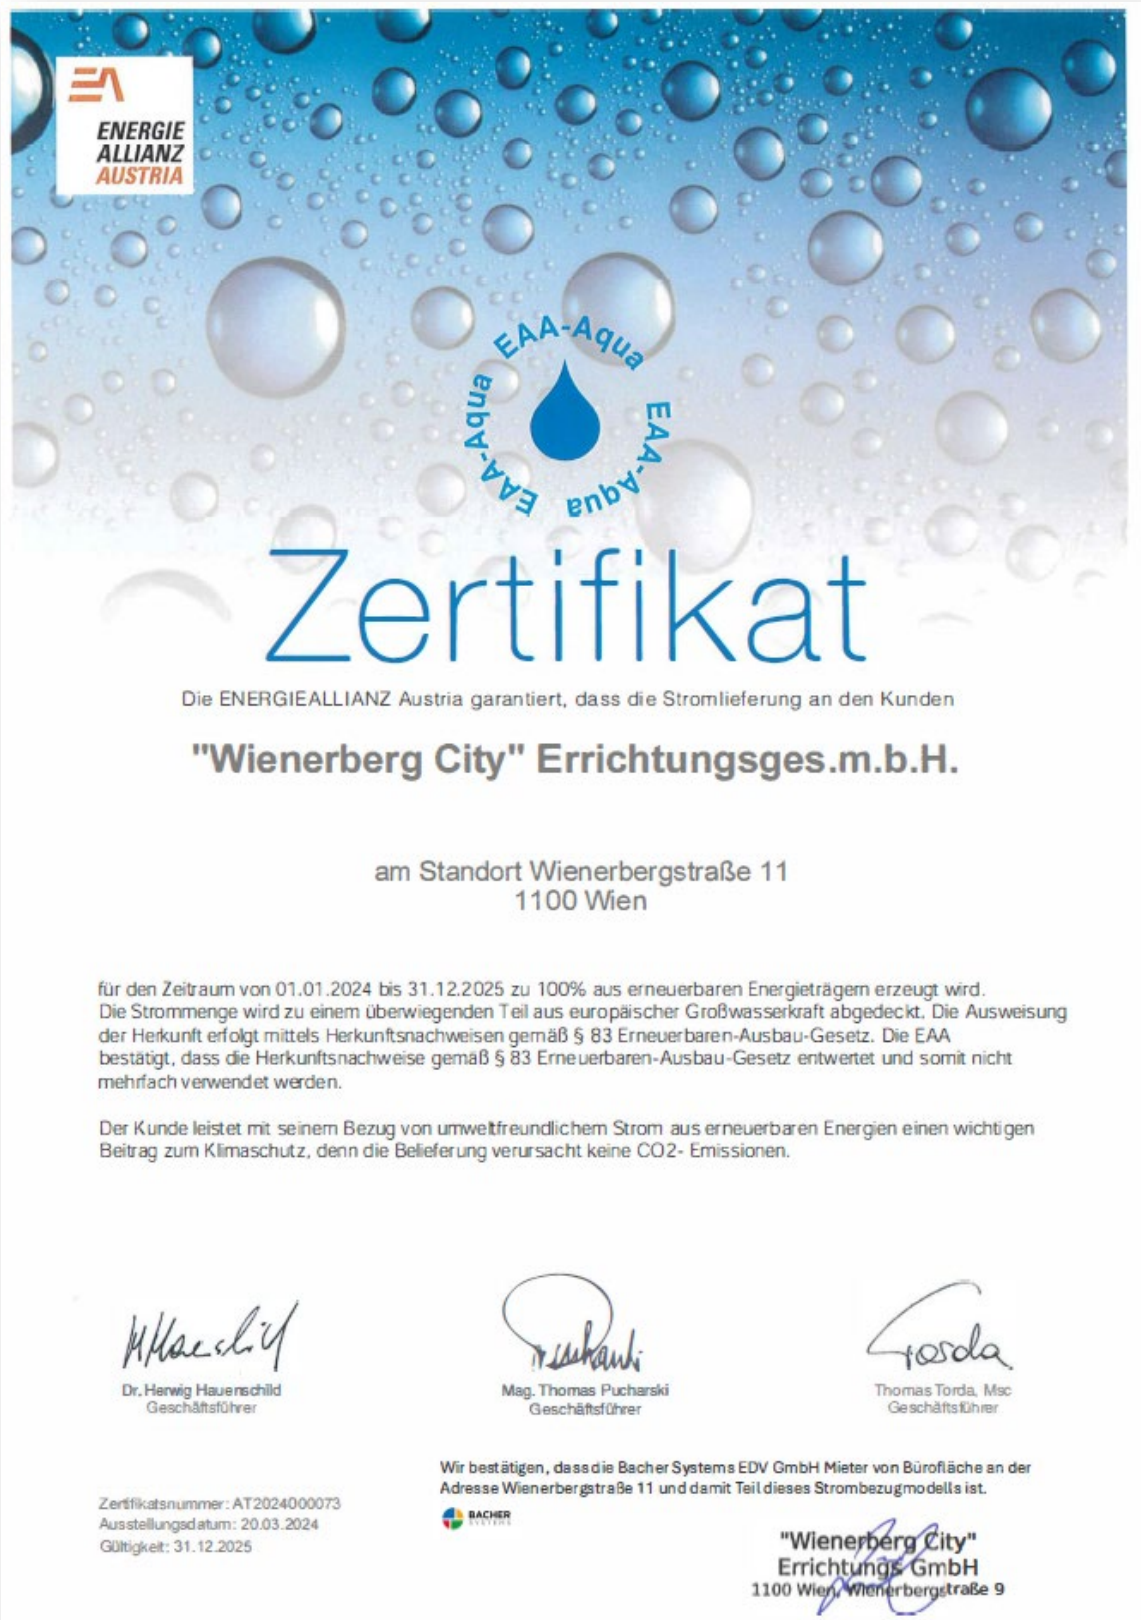 ENERGIE
ALLIANZ
AUSTRIA
EAA-Aqua EAA-Aqua EAA-Aqua
Zertifikat
Die ENERGIEALLIANZ Austria garantiert, dass die Stromlieferung an den Kunden
"Wienerberg City" Errichtungsges.m.b.H.
am Standort Wienerbergstraße 11
1100 Wien
für den Zeitraum von 01.01.2024 bis 31.12.2025 zu 100% aus erneuerbaren Energieträgern erzeugt wird.
Die Strommenge wird zu einem überwiegenden Teil aus europäischer Großwasserkraft abgedeckt. Die Ausweisung
der Herkunft erfolgt mittels Herkunftsnachweisen gemäß § 83 Erneuerbaren-Ausbau-Gesetz. Die EAA
bestätigt, dass die Herkunftsnachweise gemäß § 83 Erneuerbaren-Ausbau-Gesetz entwertet und somit nicht
mehrfach verwendet werden.
Der Kunde leistet mit seinem Bezug von umweltfreundlichem Strom aus erneuerbaren Energien einen wichtigen
Beitrag zum Klimaschutz, denn die Belieferung verursacht keine CO2- Emissionen.
Torda
Dr. Herwig Hauenschild
Geschäftsführer
Mag. Thomas Pucharski
Geschäftsführer
Thomas Torda, Msc
Geschäftsführer
Wir bestätigen, dass die Bacher Systems EDV GmbH Mieter von Bürofläche an der
Adresse Wienerbergstraße 11 und damit Teil dieses Strombezugmodells ist.
BACHER
SYSTEMS
Zertifikatsnummer: AT2024000073
Ausstellungsdatum: 20.03.2024
Gültigkeit: 31.12.2025
"Wienerberg City"
Errichtungs GmbH
1100 Wien, Wienerbergstraße 9